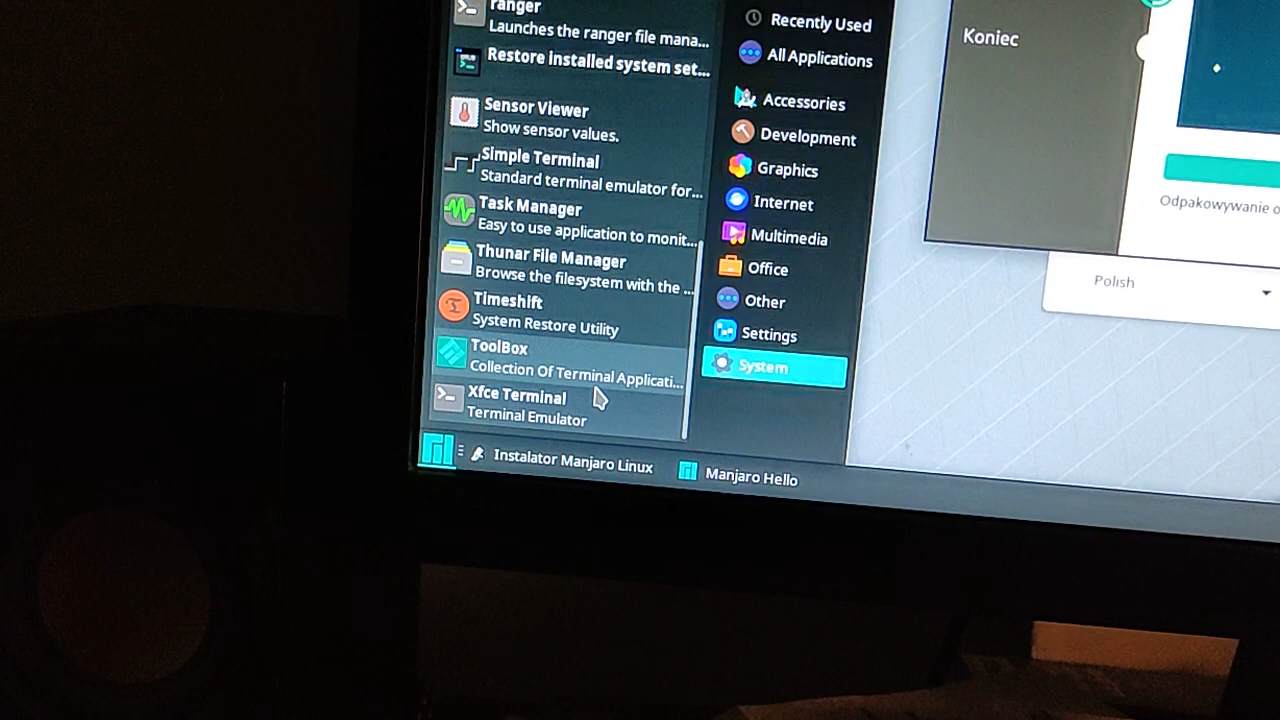 ranger
Launches the ranger file mana...
Restore installed system set...
Sensor Viewer
Show sensor values.
Simple Terminal
Standard terminal emulator for...
Task Manager
Easy to use application to monit...
Thunar File Manager
Browse the filesystem with the ...
Timeshift
System Restore Utility
ToolBox
Collection Of Terminal Applicati...
Xfce Terminal
Terminal Emulator
Recently Used
All Applications
Accessories
Development
Graphics
Internet
Multimedia
Office
Other
Settings
System
Koniec
Odpakowywanie o
Polish
Instalator Manjaro Linux
Manjaro Hello